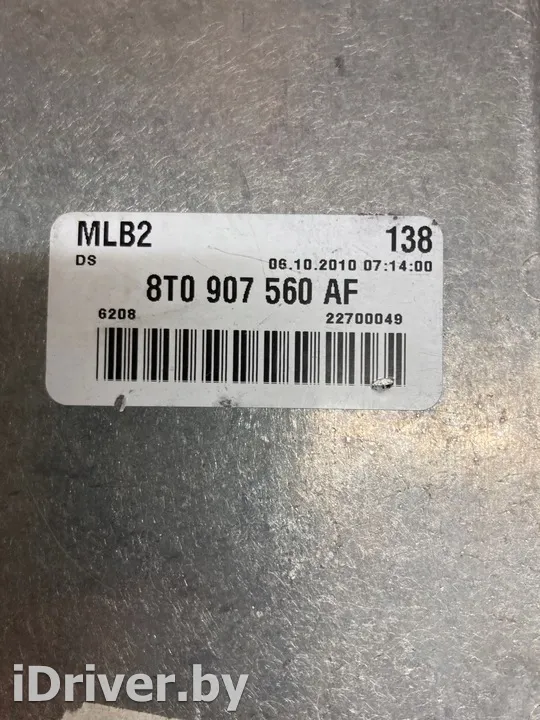 MLB2 138
DS 06.10.2010 07:14:00
8T0 907 560 AF
6208 22700049
iDriver.by